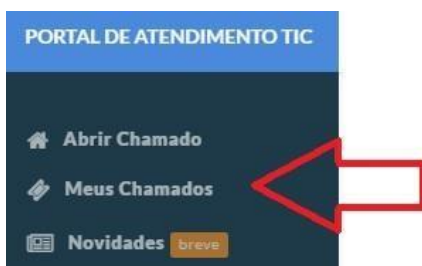 PORTAL DE ATENDIMENTO TIC
Abrir Chamado
Meus Chamados
Novidades breve